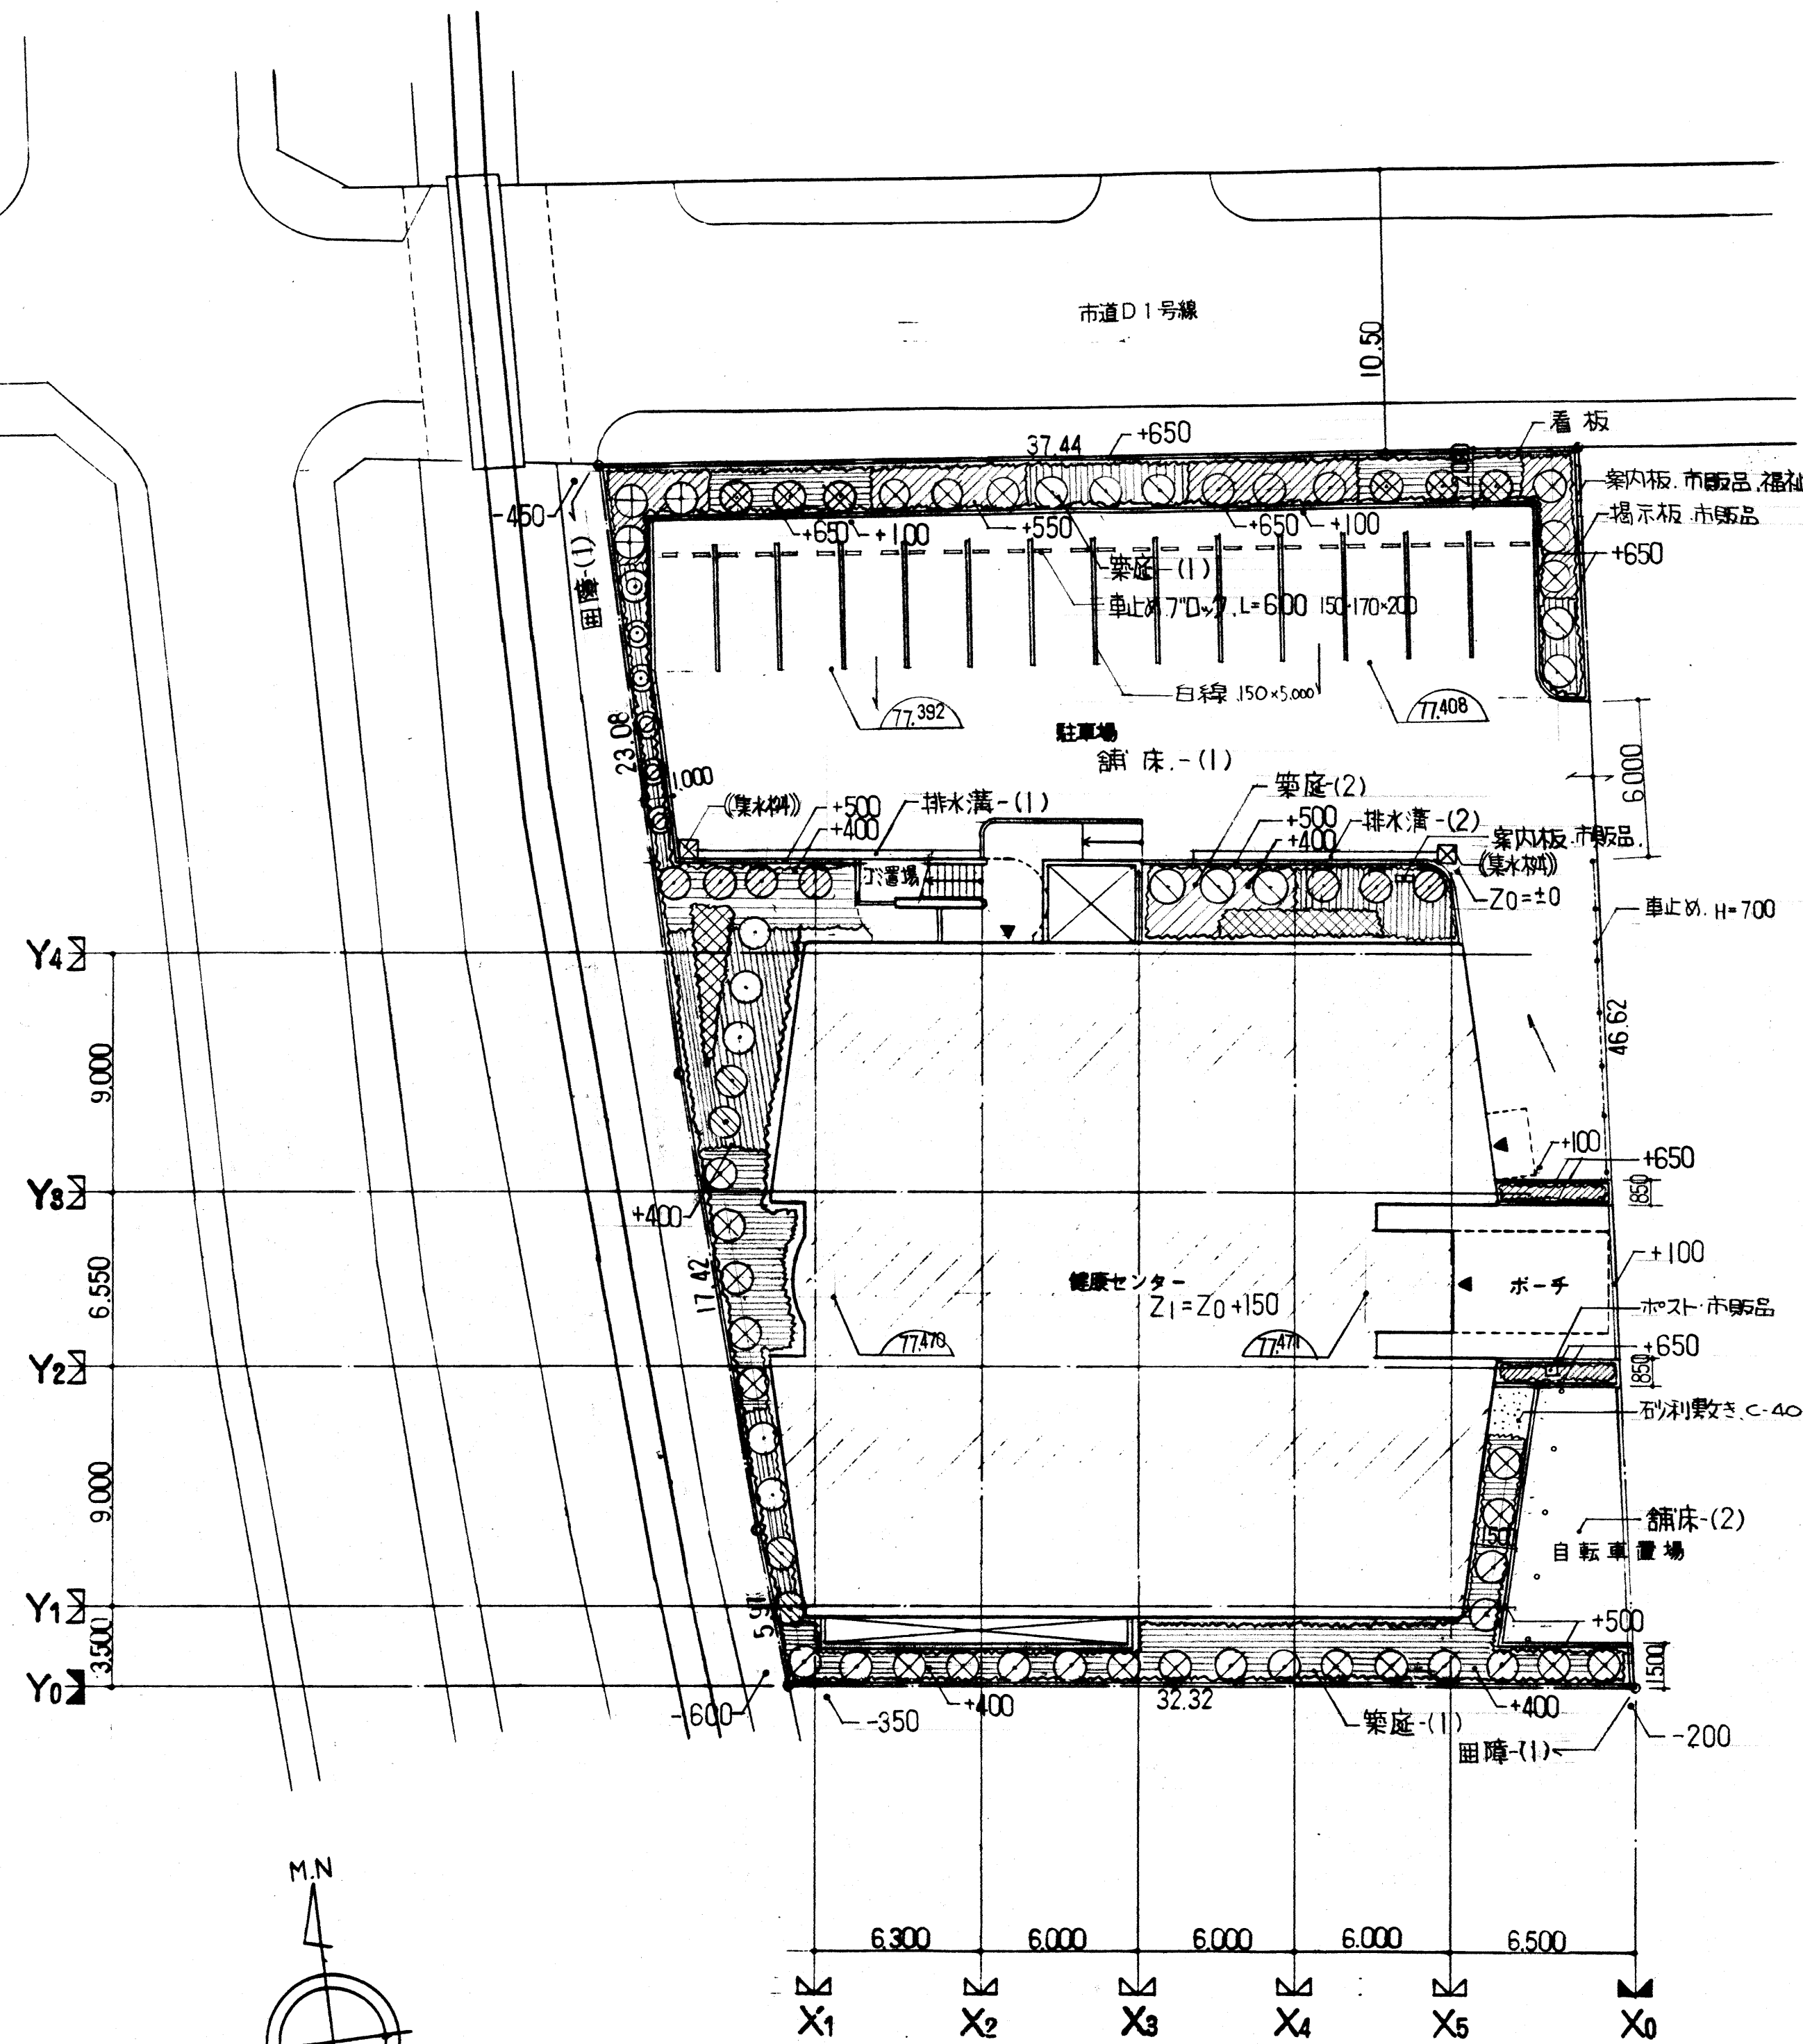 市道D1号線
10.50
37.44
+650
看板
案内板.市販品.福祉
掲示板.市販品
+650
-450
囲障-(1)
+650
+100
+550
+650
+100
築庭-(1)
車止めブロック.L=600 150×170×200
白線.150×5.000
77.392
77.408
駐車場
舗床.-(1)
23.08
1.000
6.000
(集水桝)
+500
+400
排水溝-(1)
築庭-(2)
+500
+400
排水溝-(2)
案内板.市販品.
(集水桝)
Z0=±0
ゴミ置場
車止め.H=700
46.62
Y4
9.000
+100
+650
850
Y3
+400
17.42
6.550
健康センター
Z1=Z0+150
77.470
77.471
ポーチ
+100
ポスト.市販品
+650
850
Y2
砂利敷き.C-40
9.000
1500
舗床-(2)
自転車置場
+500
Y1
5.91
3.500
1.500
Y0
-600
-350
+400
32.32
築庭-(1)
+400
囲障-(1)
-200
M.N
6.300
6.000
6.000
6.000
6.500
X1
X2
X3
X4
X5
X0